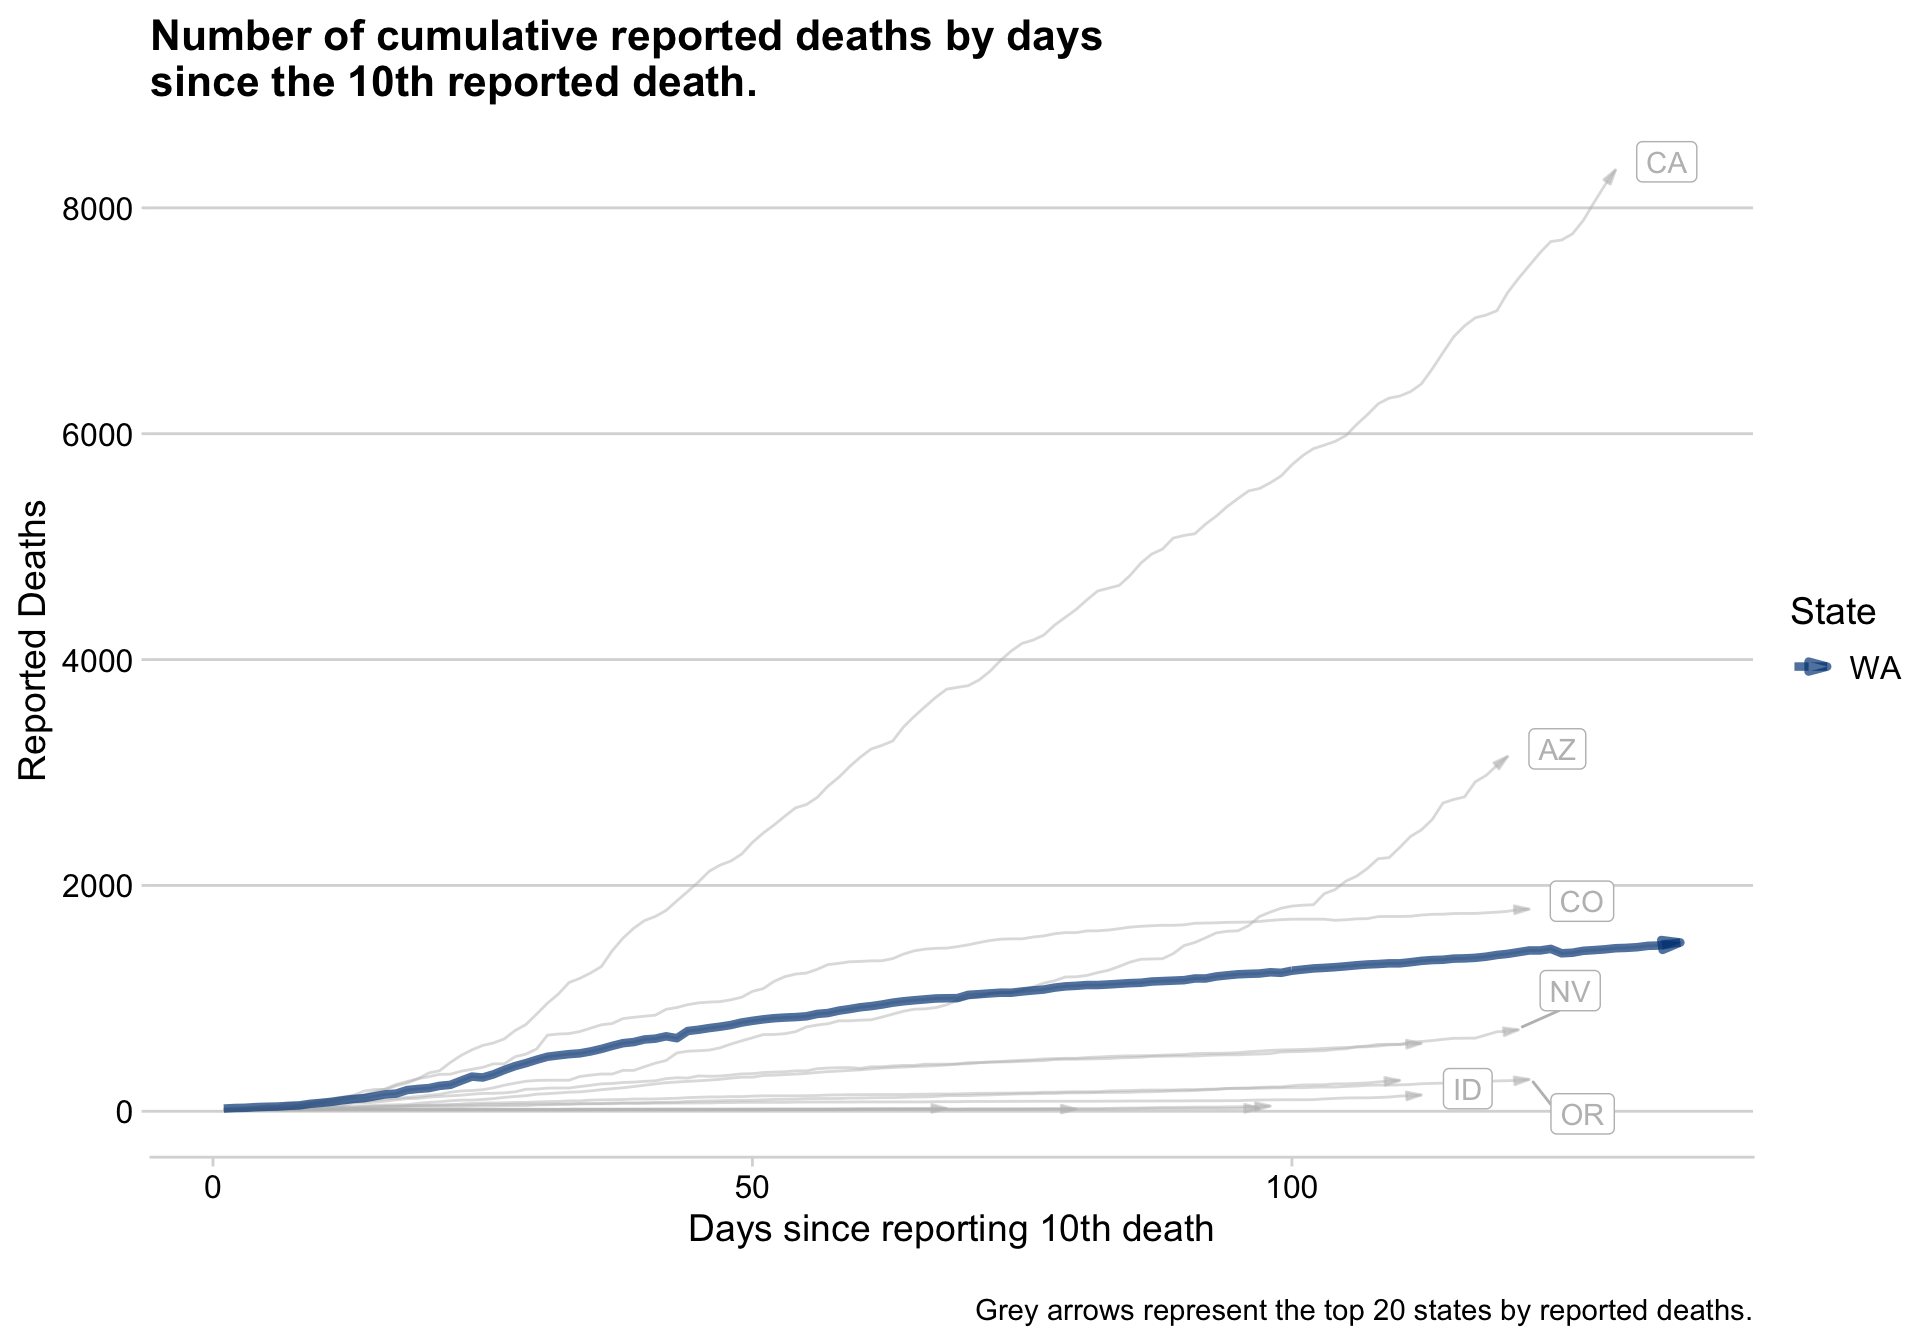 Number of cumulative reported deaths by days
since the 10th reported death.
CA
8000
6000
Reported Deaths
4000
State
WA
AZ
2000
CO
NV
ID
0
OR
0
50
100
Days since reporting 10th death
Grey arrows represent the top 20 states by reported deaths.